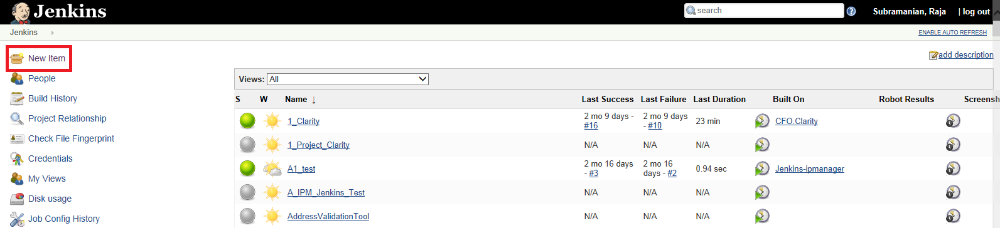 Jenkins
search
Subramanian, Raja | log out
Jenkins
ENABLE AUTO REFRESH
New Item
People
Build History
Project Relationship
Check File Fingerprint
Credentials
My Views
Disk usage
Job Config History
add description
Views: All
S W Name ↓ Last Success Last Failure Last Duration Built On Robot Results Screensh
1_Clarity 2 mo 9 days - #16 2 mo 9 days - #10 23 min CFO.Clarity
1_Project_Clarity N/A N/A N/A
A1_test 2 mo 16 days - #3 2 mo 16 days - #2 0.94 sec Jenkins-ipmanager
A_IPM_Jenkins_Test N/A N/A N/A
AddressValidationTool N/A N/A N/A